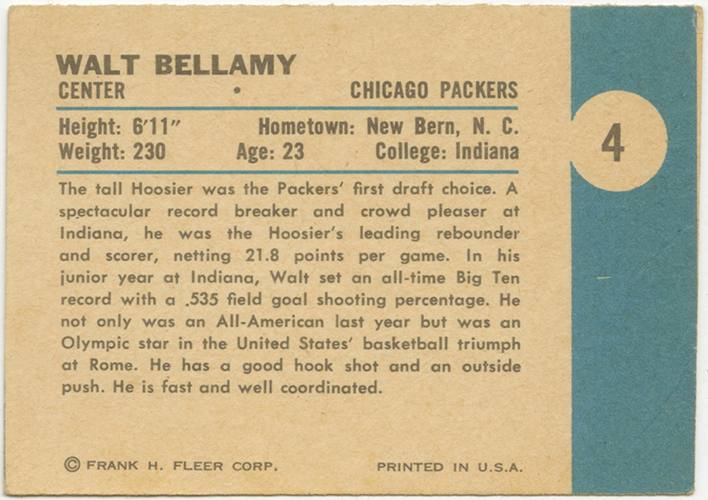 WALT BELLAMY
CENTER • CHICAGO PACKERS
Height: 6'11" Hometown: New Bern, N. C.
Weight: 230 Age: 23 College: Indiana
4
The tall Hoosier was the Packers' first draft choice. A
spectacular record breaker and crowd pleaser at
Indiana, he was the Hoosier's leading rebounder
and scorer, netting 21.8 points per game. In his
junior year at Indiana, Walt set an all-time Big Ten
record with a .535 field goal shooting percentage. He
not only was an All-American last year but was an
Olympic star in the United States' basketball triumph
at Rome. He has a good hook shot and an outside
push. He is fast and well coordinated.
© FRANK H. FLEER CORP. PRINTED IN U.S.A.